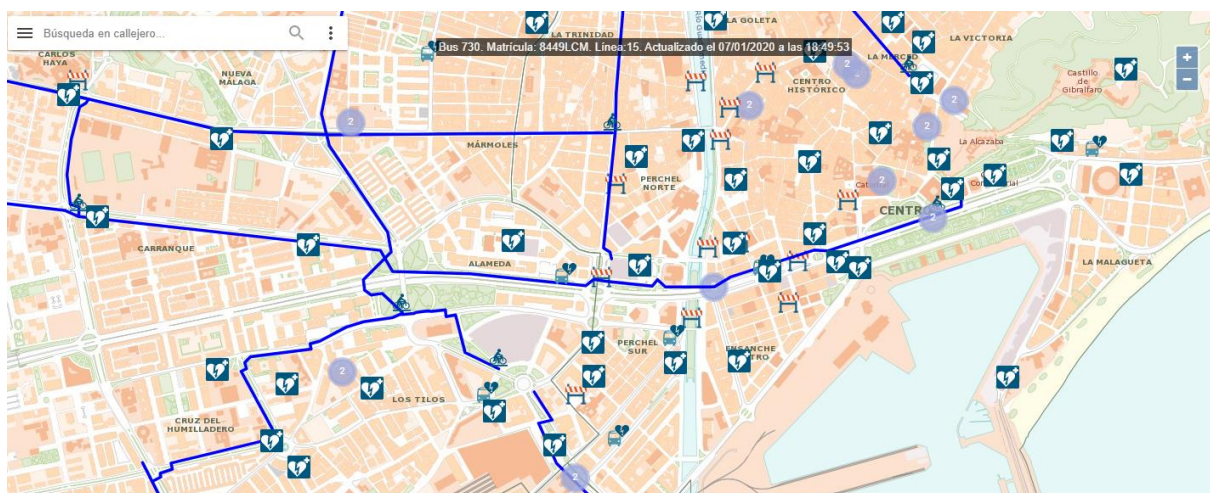 Búsqueda en callejero...
Bus 730. Matrícula: 8449LCM. Línea:15. Actualizado el 07/01/2020 a las 18:49:53
CARLOS
HAYA
NUEVA
MÁLAGA
LA TRINIDAD
LA GOLETA
LA VICTORIA
LA MERCED
CENTRO
HISTÓRICO
Castillo
de
Gibralfaro
+
−
2
2
2
2
2
MÁRMOLES
La Alcazaba
PERCHEL
NORTE
2
CENTRO
2
CARRANQUE
ALAMEDA
LA MALAGUETA
PERCHEL
SUR
ENSANCHE
2
LOS TILOS
CRUZ DEL
HUMILLADERO
2